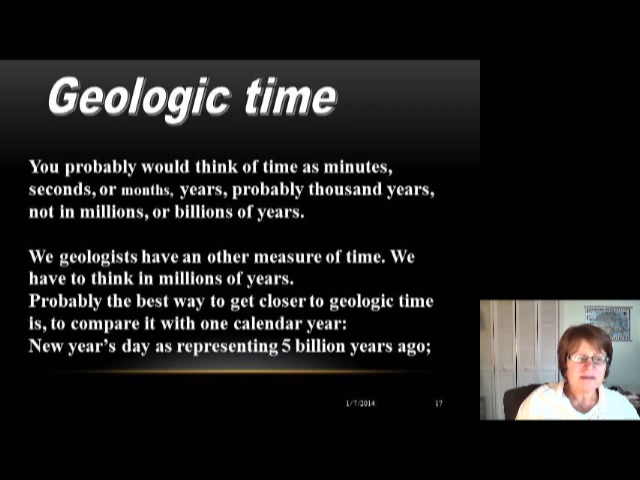 Geologic time
You probably would think of time as minutes,
seconds, or months, years, probably thousand years,
not in millions, or billions of years.
We geologists have an other measure of time. We
have to think in millions of years.
Probably the best way to get closer to geologic time
is, to compare it with one calendar year:
New year’s day as representing 5 billion years ago;
1/7/2014
17